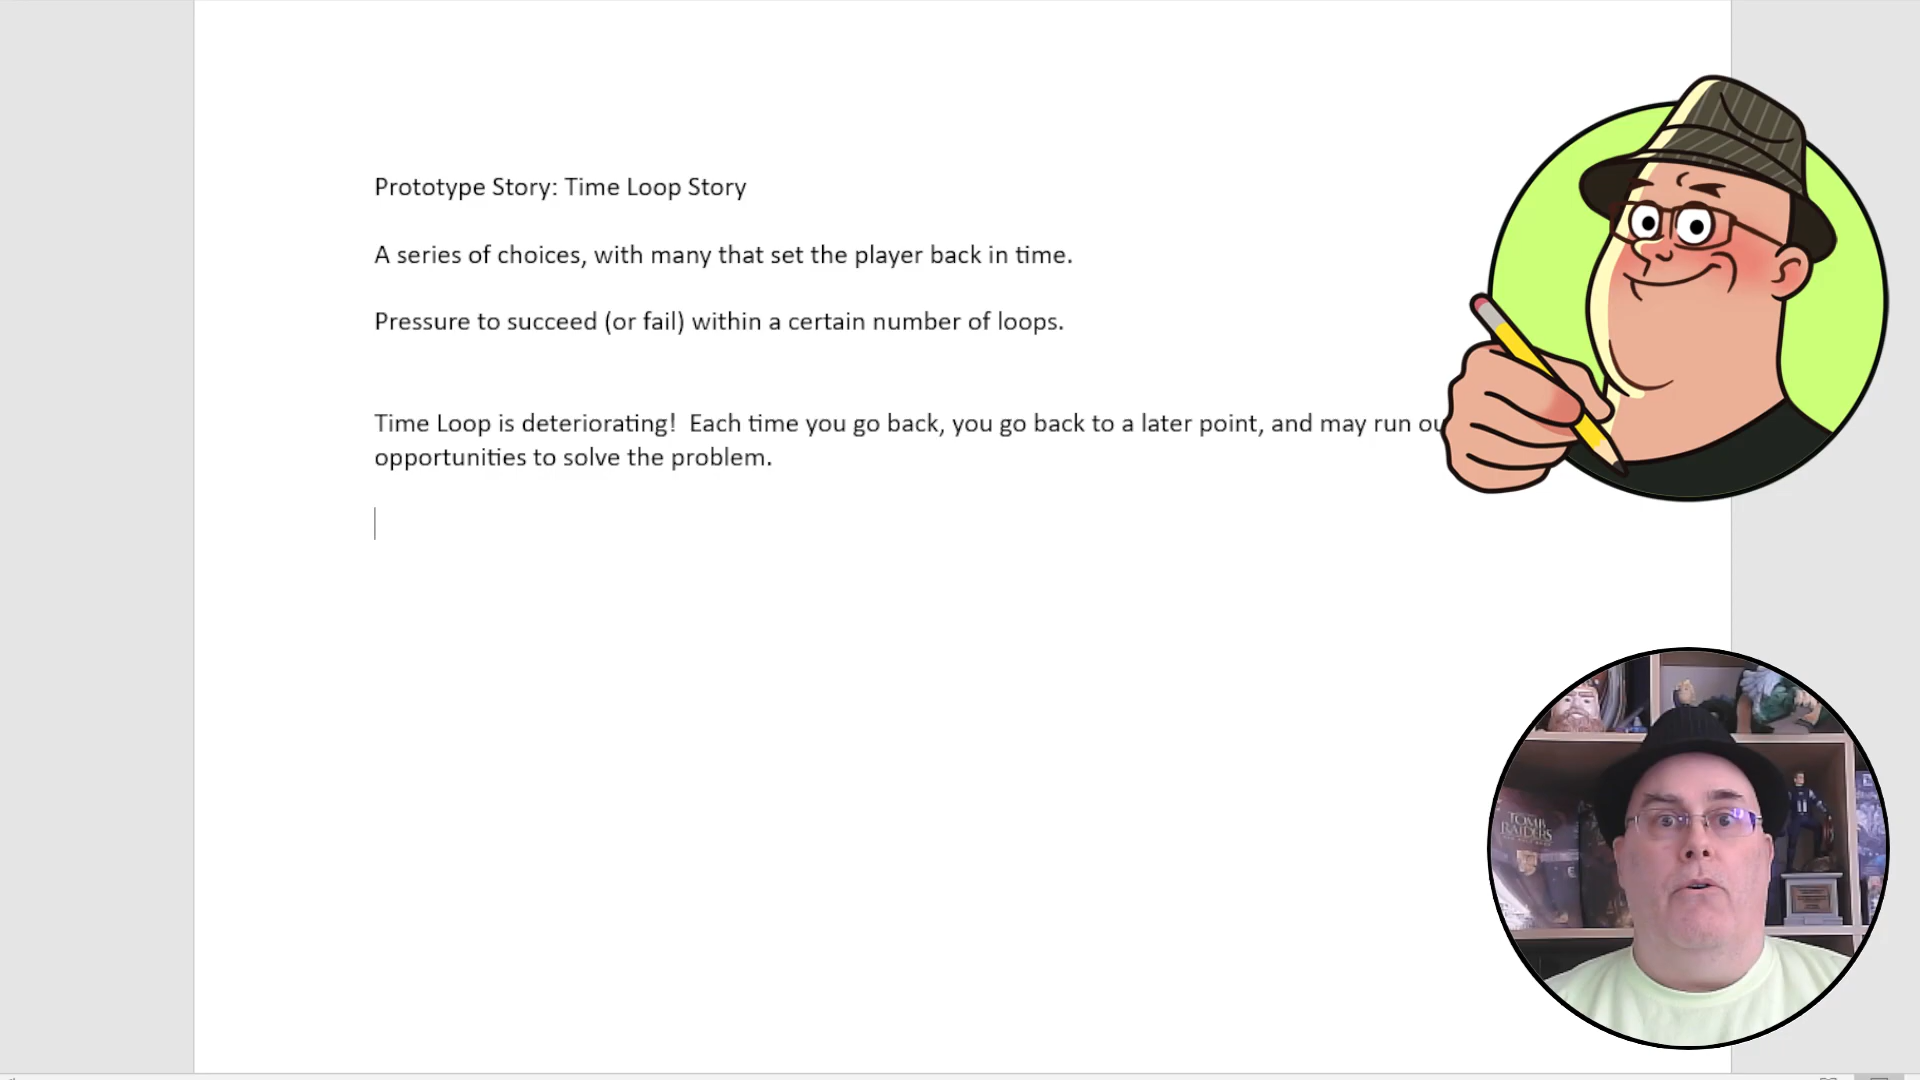 Prototype Story: Time Loop Story
A series of choices, with many that set the player back in time.
Pressure to succeed (or fail) within a certain number of loops.
Time Loop is deteriorating!  Each time you go back, you go back to a later point, and may run
opportunities to solve the problem.
TOMB
RAIDERS